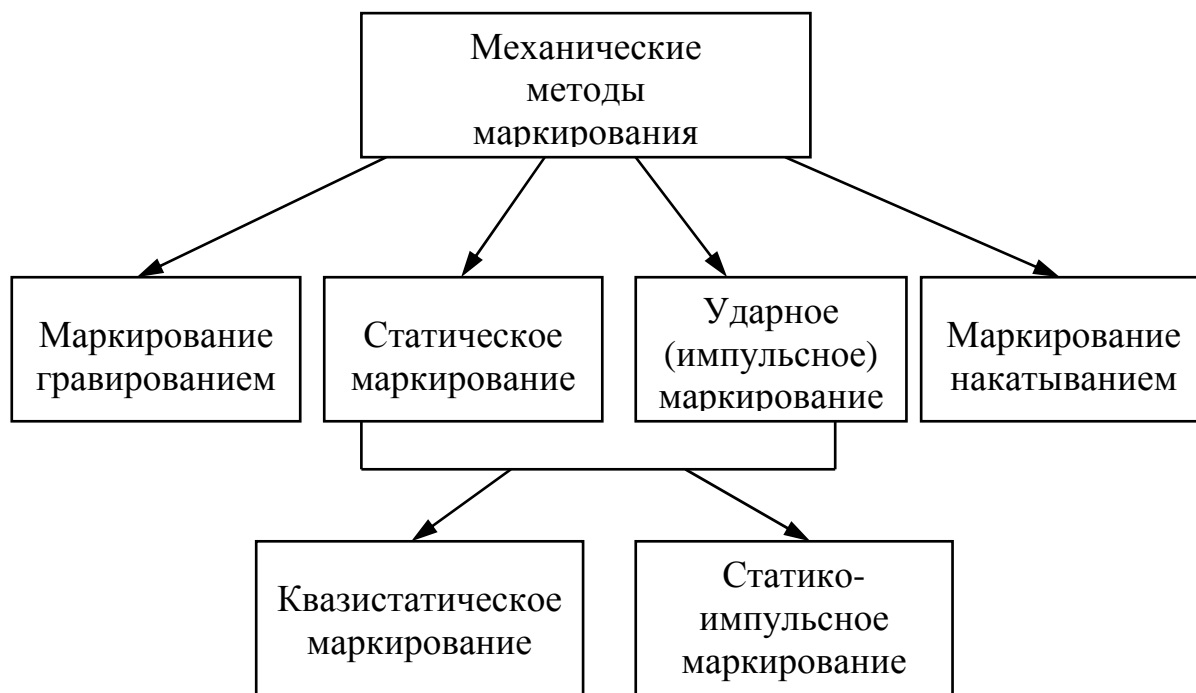 Механические
методы
маркирования
Маркирование
гравированием
Статическое
маркирование
Ударное
(импульсное)
маркирование
Маркирование
накатыванием
Квазистатическое
маркирование
Статико-
импульсное
маркирование